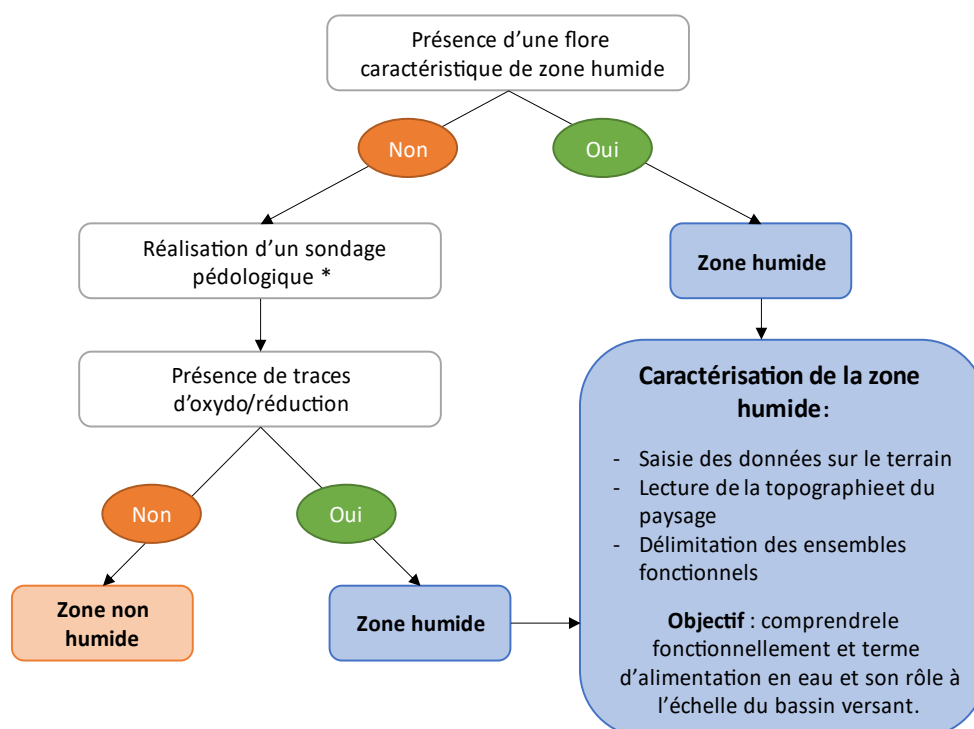 Présence d'une flore
caractéristique de zone humide
Non
Oui
Réalisation d'un sondage
pédologique *
Zone humide
Présence de traces
d'oxydo/réduction
Non
Oui
Zone non
humide
Zone humide
Caractérisation de la zone
humide :
- Saisie des données sur le terrain
- Lecture de la topographieet du
paysage
- Délimitation des ensembles
fonctionnels
Objectif : comprendrele
fonctionnellement et terme
d'alimentation en eau et son rôle à
l'échelle du bassin versant.